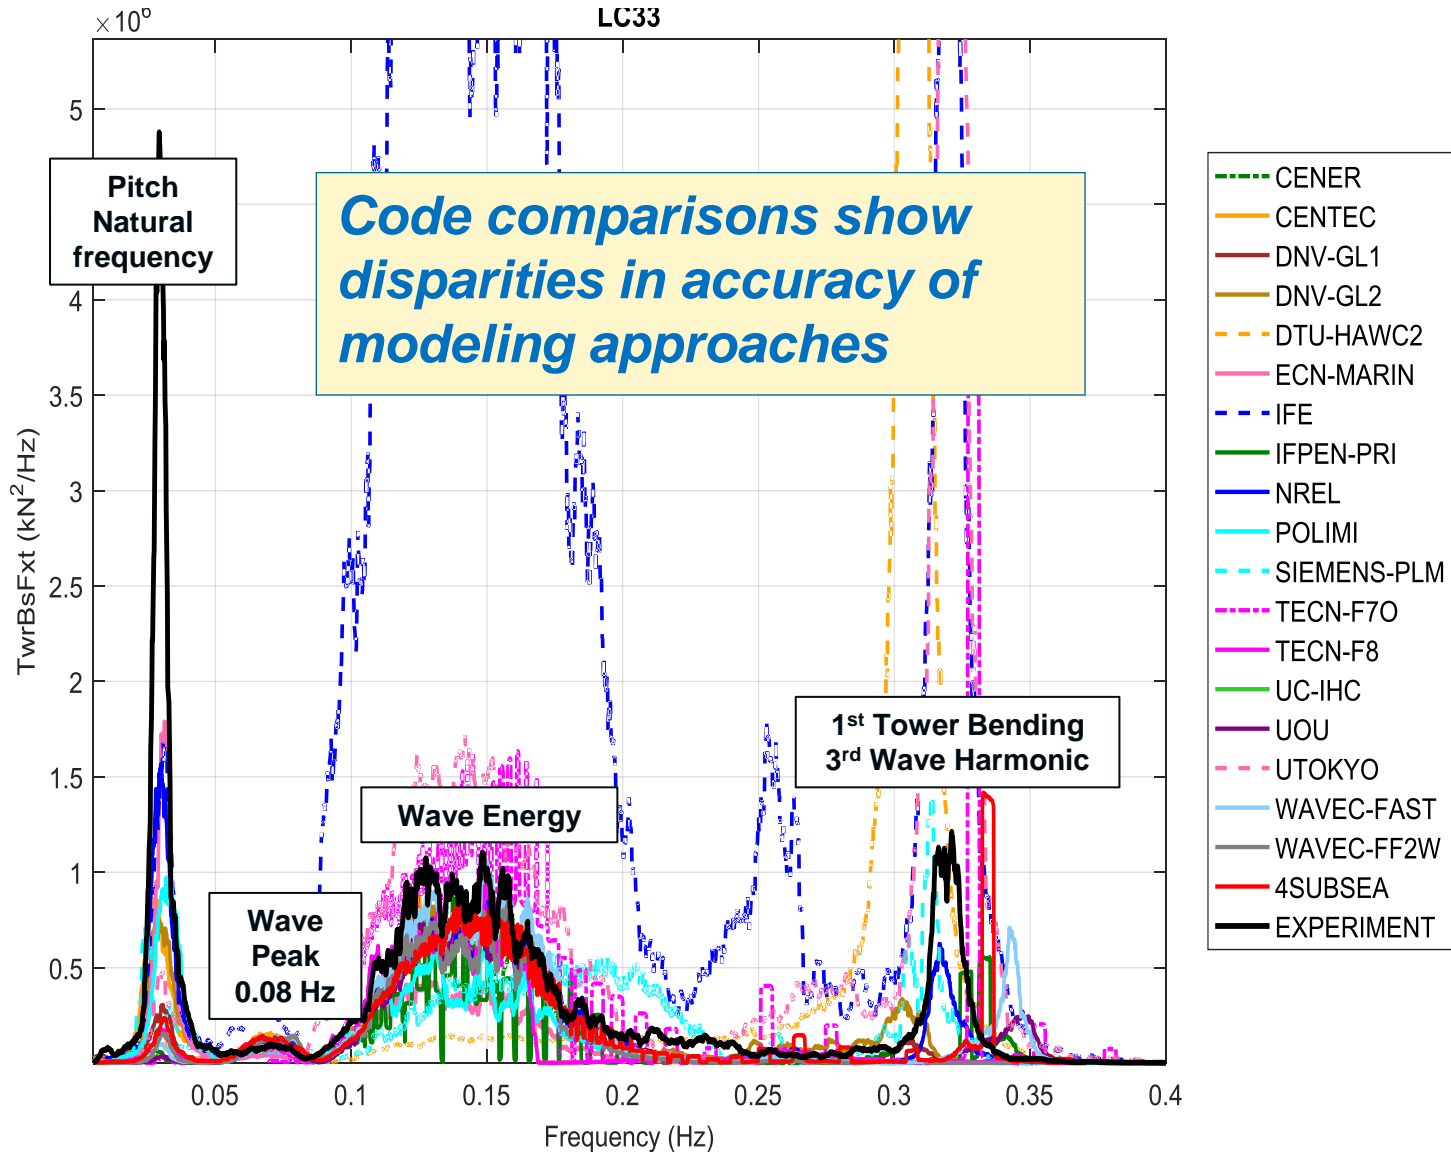 LC33
×10⁶
5
4
3.5
3
2.5
2
1.5
1
0.5
TwrBsFxt (kN²/Hz)
Pitch
Natural
frequency
Code comparisons show
disparities in accuracy of
modeling approaches
1st Tower Bending
3rd Wave Harmonic
Wave Energy
Wave
Peak
0.08 Hz
0.05
0.1
0.15
0.2
0.25
0.3
0.35
0.4
Frequency (Hz)
CENER
CENTEC
DNV-GL1
DNV-GL2
DTU-HAWC2
ECN-MARIN
IFE
IFPEN-PRI
NREL
POLIMI
SIEMENS-PLM
TECN-F7O
TECN-F8
UC-IHC
UOU
UTOKYO
WAVEC-FAST
WAVEC-FF2W
4SUBSEA
EXPERIMENT